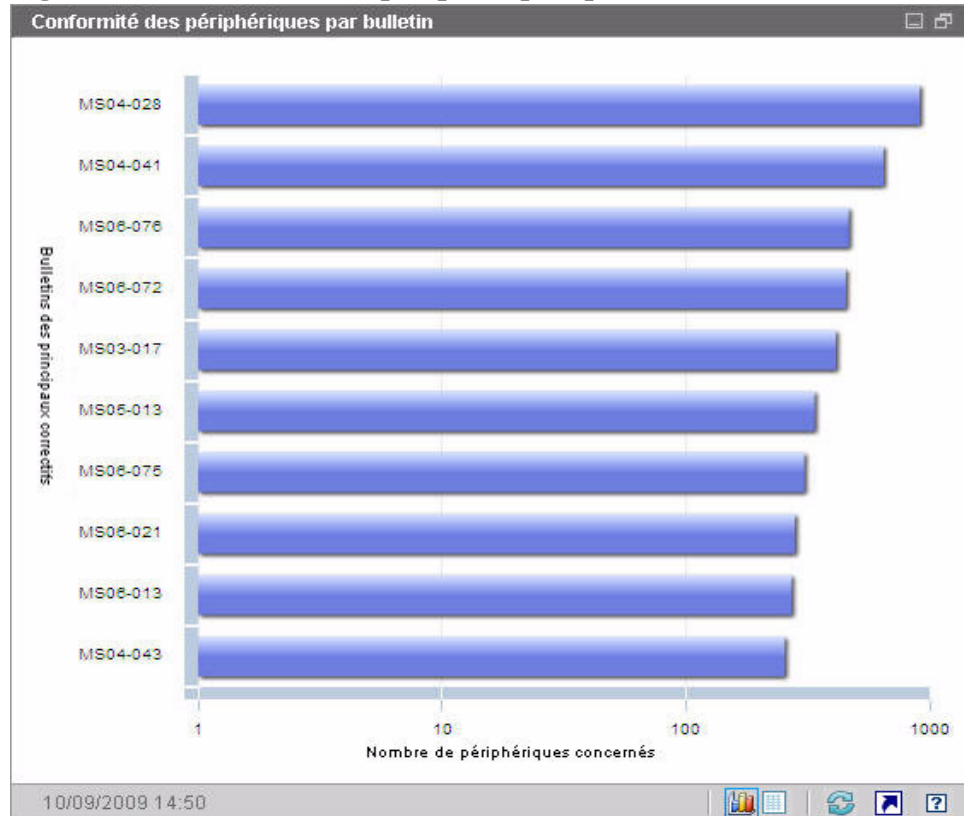 Conformité des périphériques par bulletin
MS04-028
MS04-041
MS06-076
MS06-072
MS03-017
MS05-013
MS06-075
MS06-021
MS06-013
MS04-043
Bulletins des principaux correctifs
1 10 100 1000
Nombre de périphériques concernés
10/09/2009 14:50